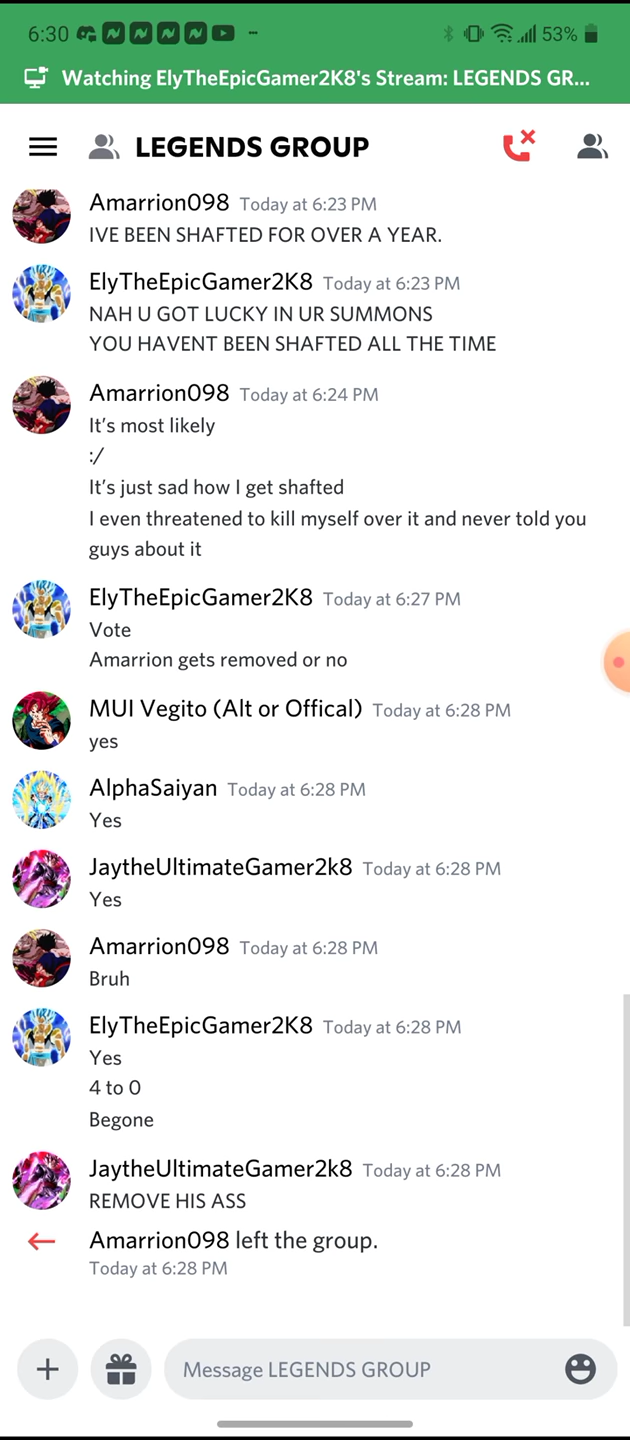 6:30
53%
Watching ElyTheEpicGamer2K8's Stream: LEGENDS GR...
LEGENDS GROUP
Amarrion098 Today at 6:23 PM
IVE BEEN SHAFTED FOR OVER A YEAR.
ElyTheEpicGamer2K8 Today at 6:23 PM
NAH U GOT LUCKY IN UR SUMMONS
YOU HAVENT BEEN SHAFTED ALL THE TIME
Amarrion098 Today at 6:24 PM
It's most likely
:/
It's just sad how I get shafted
I even threatened to kill myself over it and never told you
guys about it
ElyTheEpicGamer2K8 Today at 6:27 PM
Vote
Amarrion gets removed or no
MUI Vegito (Alt or Offical) Today at 6:28 PM
yes
AlphaSaiyan Today at 6:28 PM
Yes
JaytheUltimateGamer2k8 Today at 6:28 PM
Yes
Amarrion098 Today at 6:28 PM
Bruh
ElyTheEpicGamer2K8 Today at 6:28 PM
Yes
4 to 0
Begone
JaytheUltimateGamer2k8 Today at 6:28 PM
REMOVE HIS ASS
Amarrion098 left the group.
Today at 6:28 PM
Message LEGENDS GROUP